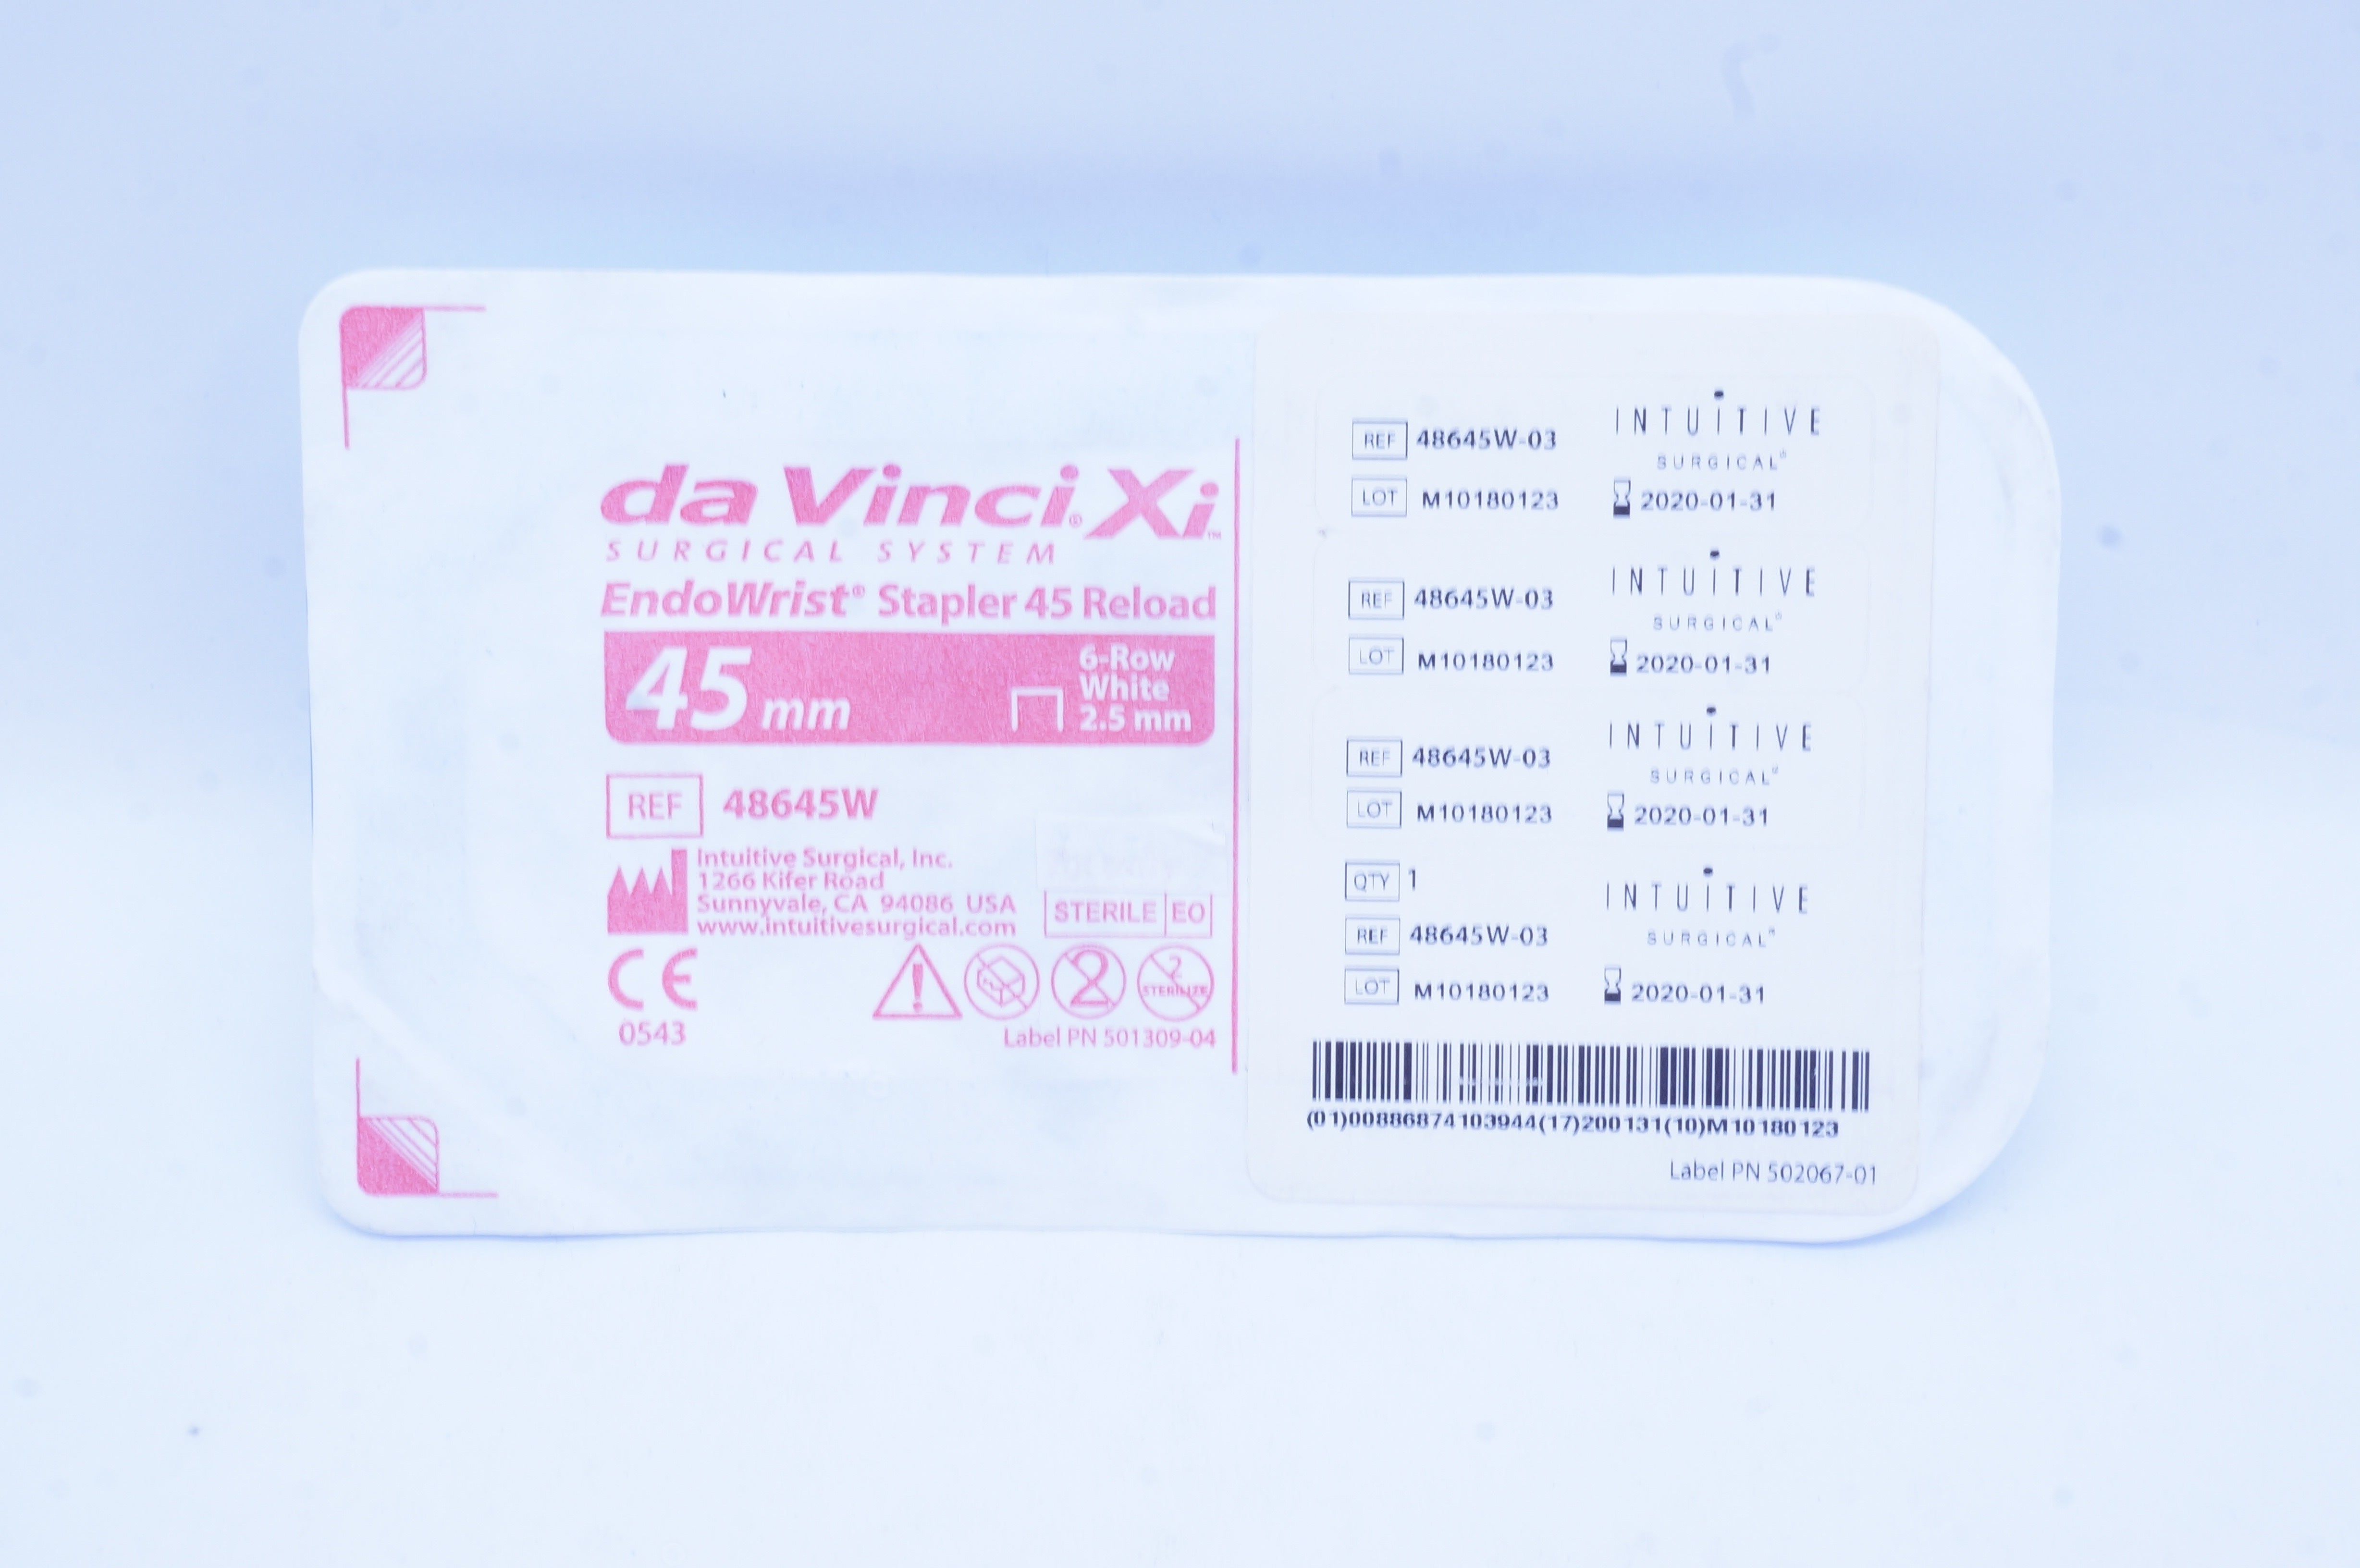 da Vinci® Xi™
SURGICAL SYSTEM
EndoWrist® Stapler 45 Reload
45 mm
6-Row
White
2.5 mm
REF 48645W
Intuitive Surgical, Inc.
1266 Kifer Road
Sunnyvale, CA 94086 USA
www.intuitivesurgical.com
STERILE EO
CE
0543
2
2
STERILIZE
Label PN 501309-04
REF 48645W-03
INTUITIVE
SURGICAL®
LOT M10180123
2020-01-31
REF 48645W-03
INTUITIVE
SURGICAL®
LOT M10180123
2020-01-31
REF 48645W-03
INTUITIVE
SURGICAL®
LOT M10180123
2020-01-31
QTY 1
INTUITIVE
SURGICAL®
REF 48645W-03
LOT M10180123
2020-01-31
(01)00886874103944(17)200131(10)M10180123
Label PN 502067-01